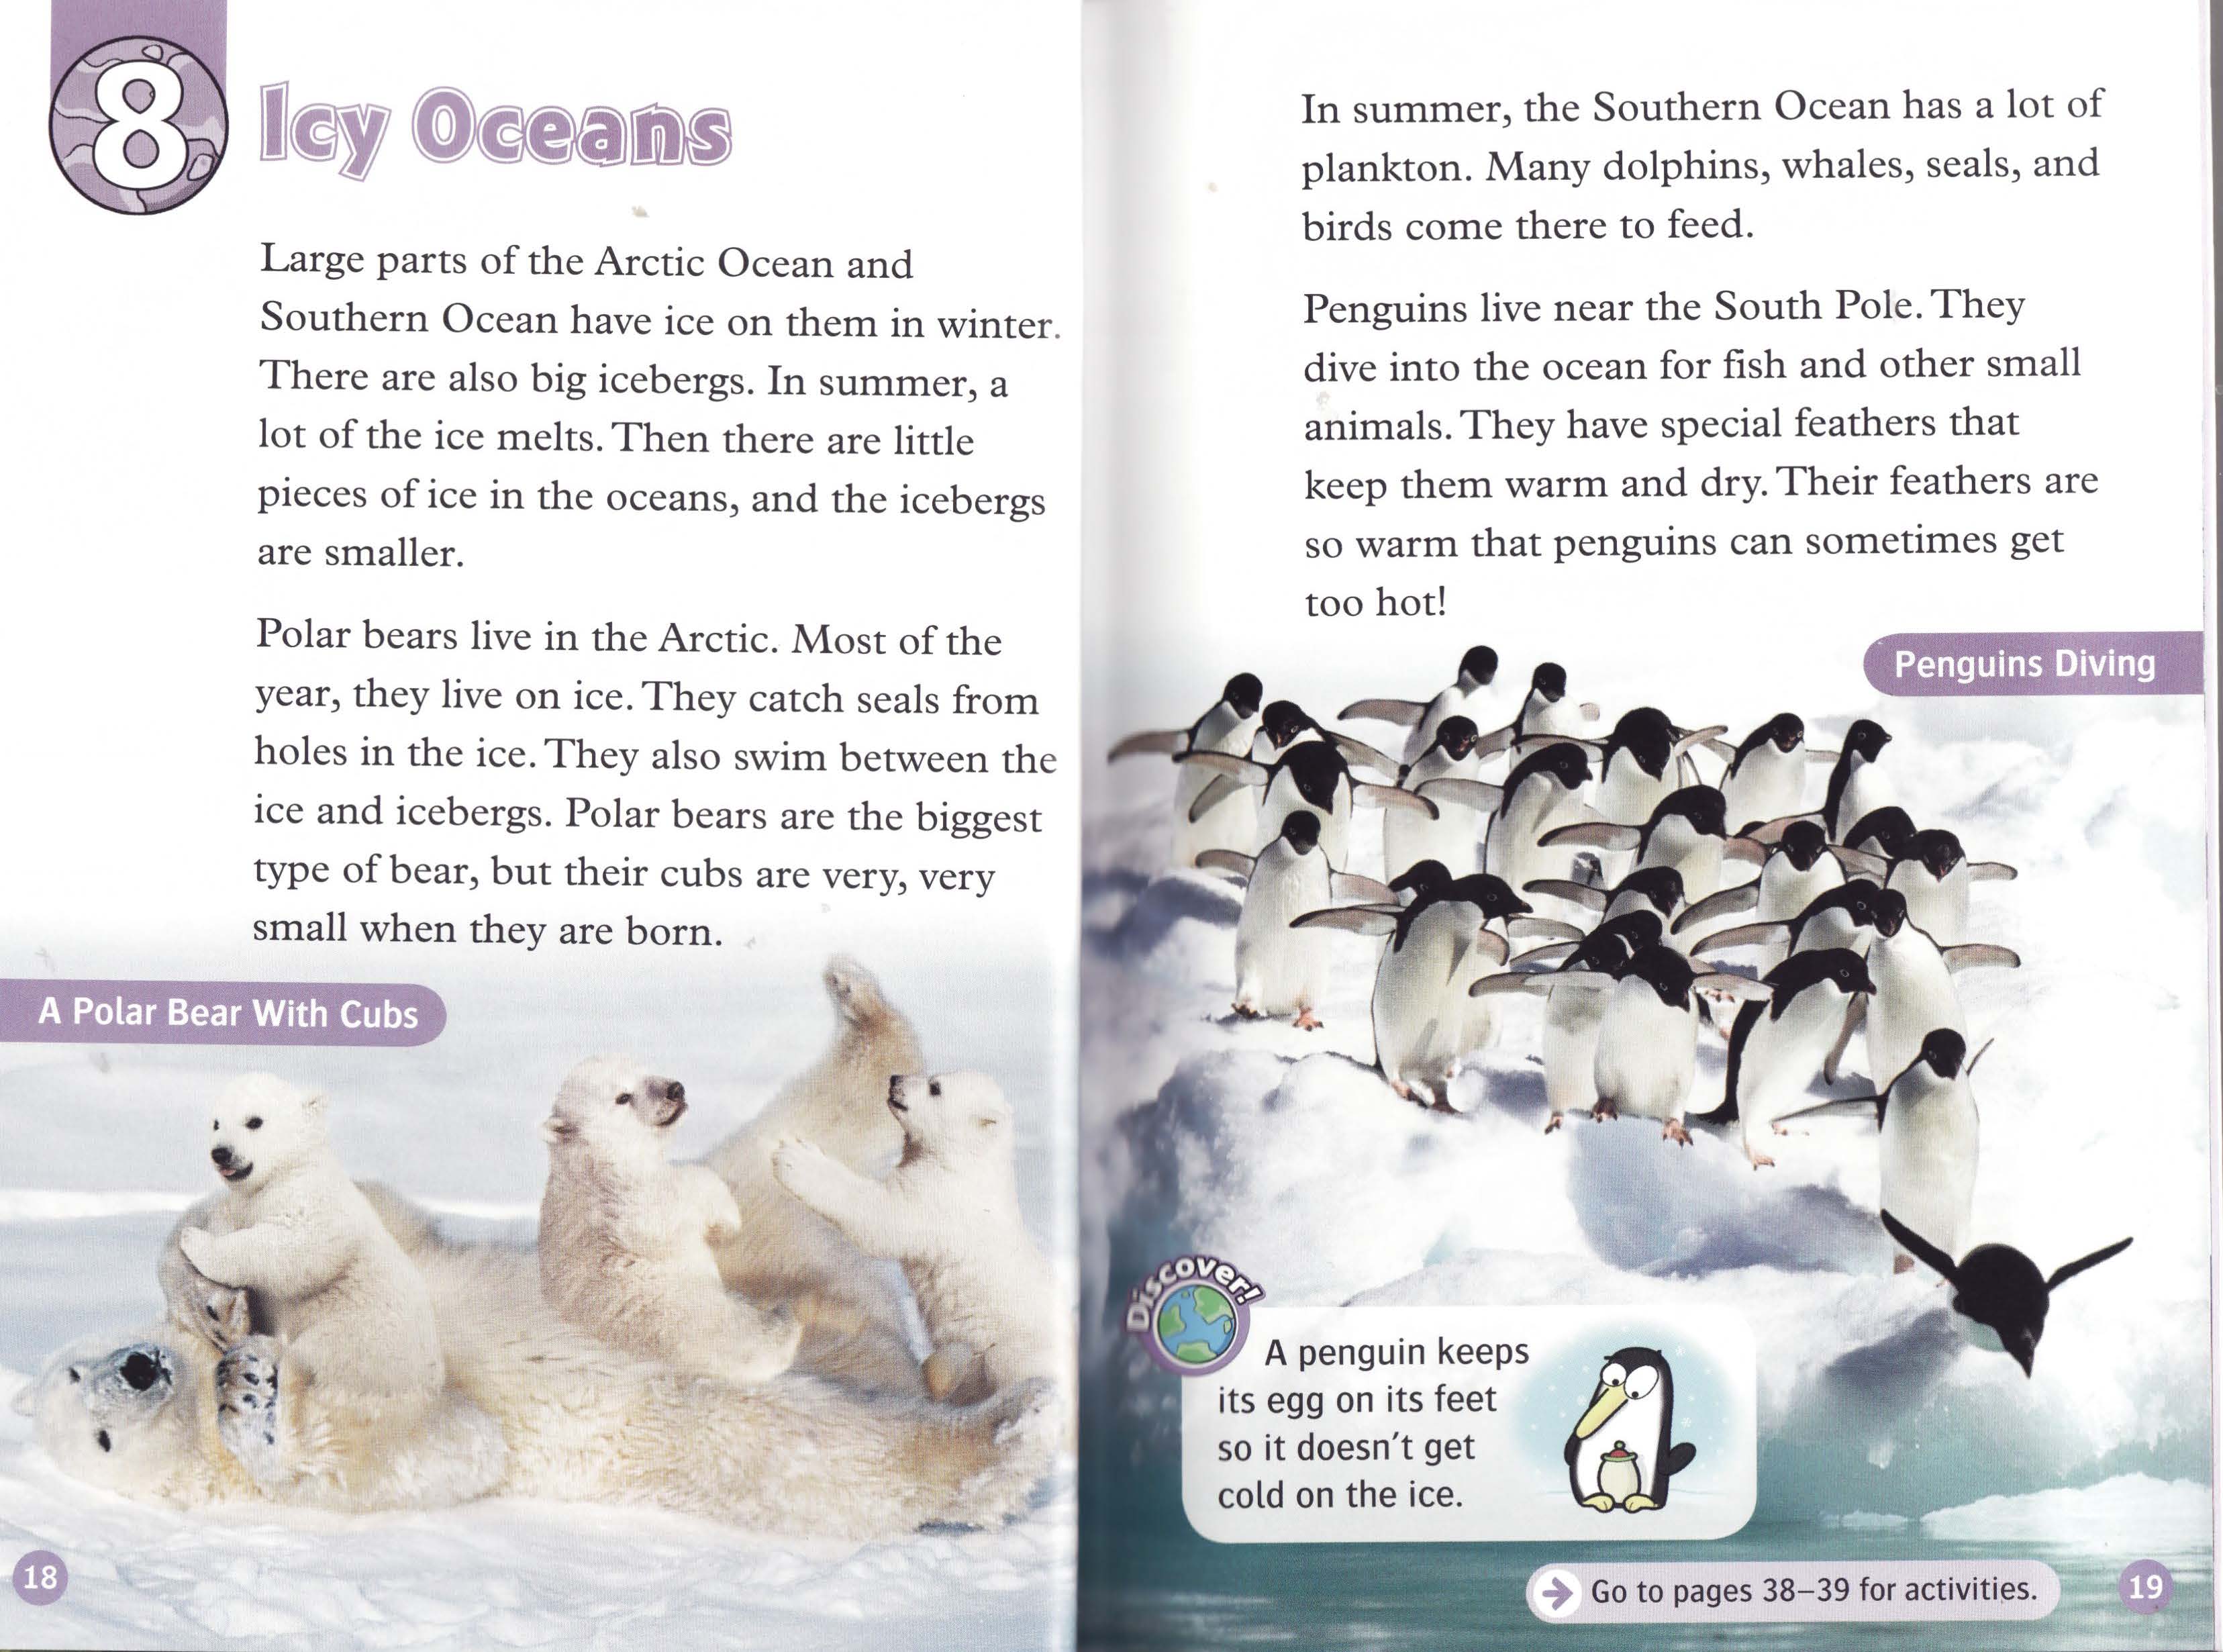 8
Icy Oceans
Large parts of the Arctic Ocean and
Southern Ocean have ice on them in winter.
There are also big icebergs. In summer, a
lot of the ice melts. Then there are little
pieces of ice in the oceans, and the icebergs
are smaller.
Polar bears live in the Arctic. Most of the
year, they live on ice. They catch seals from
holes in the ice. They also swim between the
ice and icebergs. Polar bears are the biggest
type of bear, but their cubs are very, very
small when they are born.
A Polar Bear With Cubs
18
In summer, the Southern Ocean has a lot of
plankton. Many dolphins, whales, seals, and
birds come there to feed.
Penguins live near the South Pole. They
dive into the ocean for fish and other small
animals. They have special feathers that
keep them warm and dry. Their feathers are
so warm that penguins can sometimes get
too hot!
Penguins Diving
Discover!
A penguin keeps
its egg on its feet
so it doesn't get
cold on the ice.
Go to pages 38–39 for activities.
19